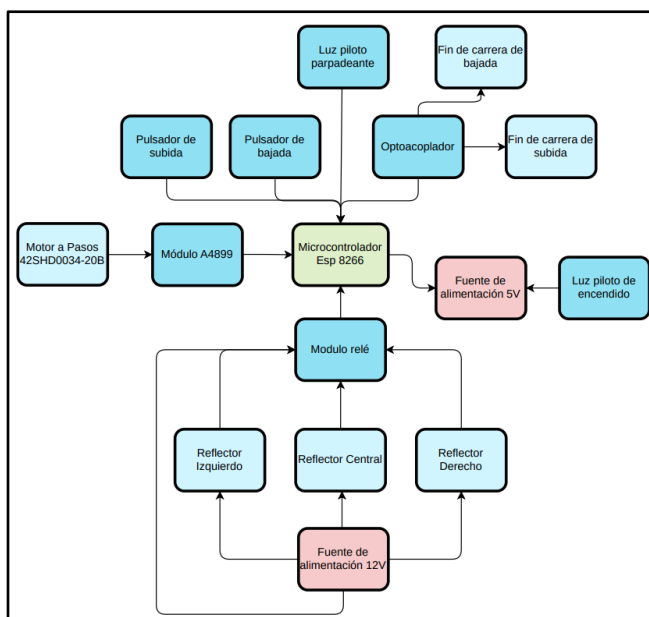 Luz piloto
parpadeante
Fin de carrera de
bajada
Pulsador de
subida
Pulsador de
bajada
Optoacoplador
Fin de carrera de
subida
Motor a Pasos
42SHD0034-20B
Módulo A4899
Microcontrolador
Esp 8266
Fuente de
alimentación 5V
Luz piloto de
encendido
Modulo relé
Reflector
Izquierdo
Reflector Central
Reflector
Derecho
Fuente de
alimentación 12V